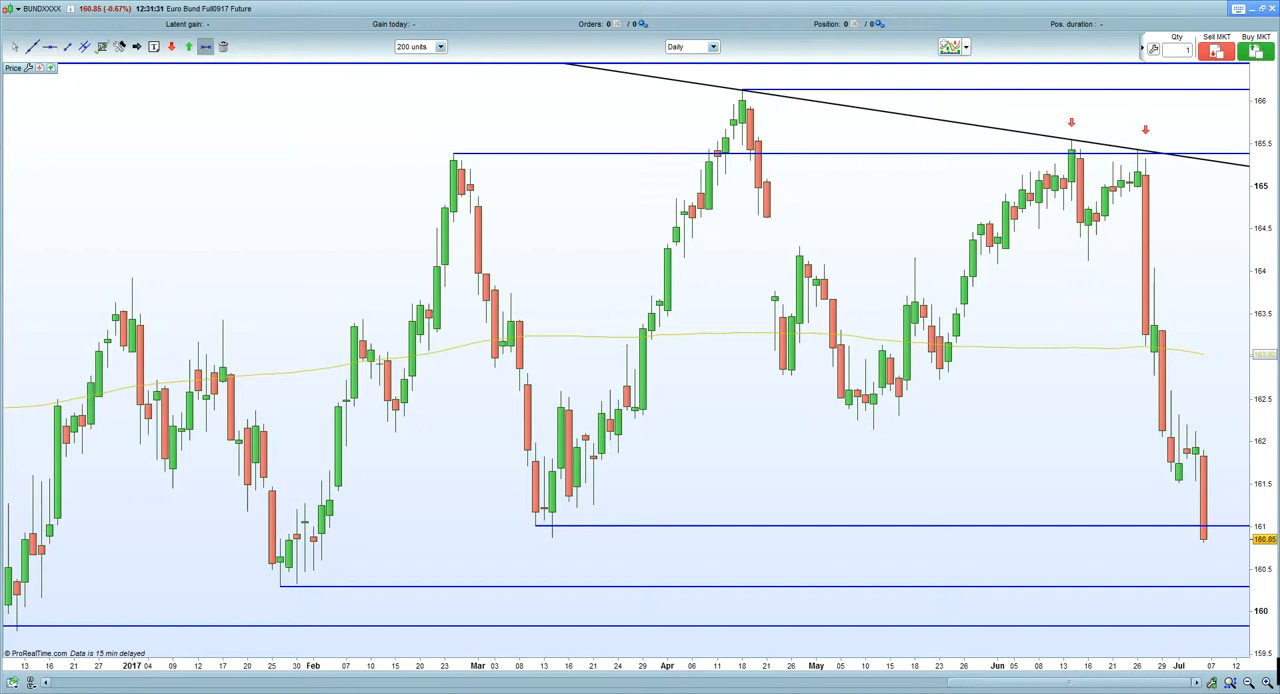 BUNDXXXX 160.85 (-0.67%) 12:31:31 Euro Bund Full0917 Future
Latent gain: - Gain today: - Orders: 0 / 0 Position: 0 / 0 Pos. duration : -
200 units Daily Qty Sell MKT Buy MKT
1
Price
166
165.5
165
164.5
164
163.5
162.5
162
161.5
161
160.85
160.5
160
159.5
© ProRealTime.com Data is 15 min delayed
13 16 21 27 2017 04 09 12 17 20 25 30 Feb 07 10 15 20 23 Mar 03 08 13 16 21 24 29 Apr 06 11 18 21 26 May 05 10 15 18 23 26 Jun 05 08 13 16 21 26 29 Jul 07 12